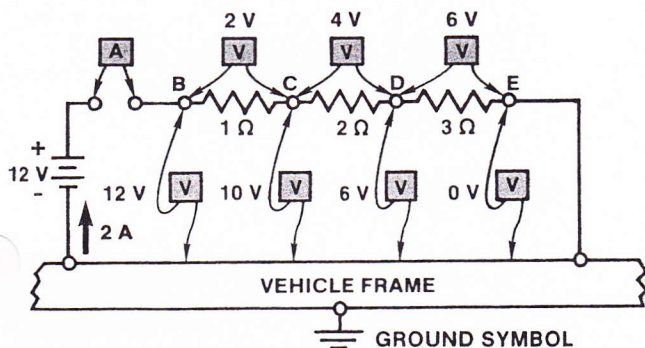 2 V 4 V 6 V
A V V V
B C D E
1 Ω 2 Ω 3 Ω
+
12 V
-
12 V V 10 V V 6 V V 0 V V
2 A
VEHICLE FRAME
GROUND SYMBOL